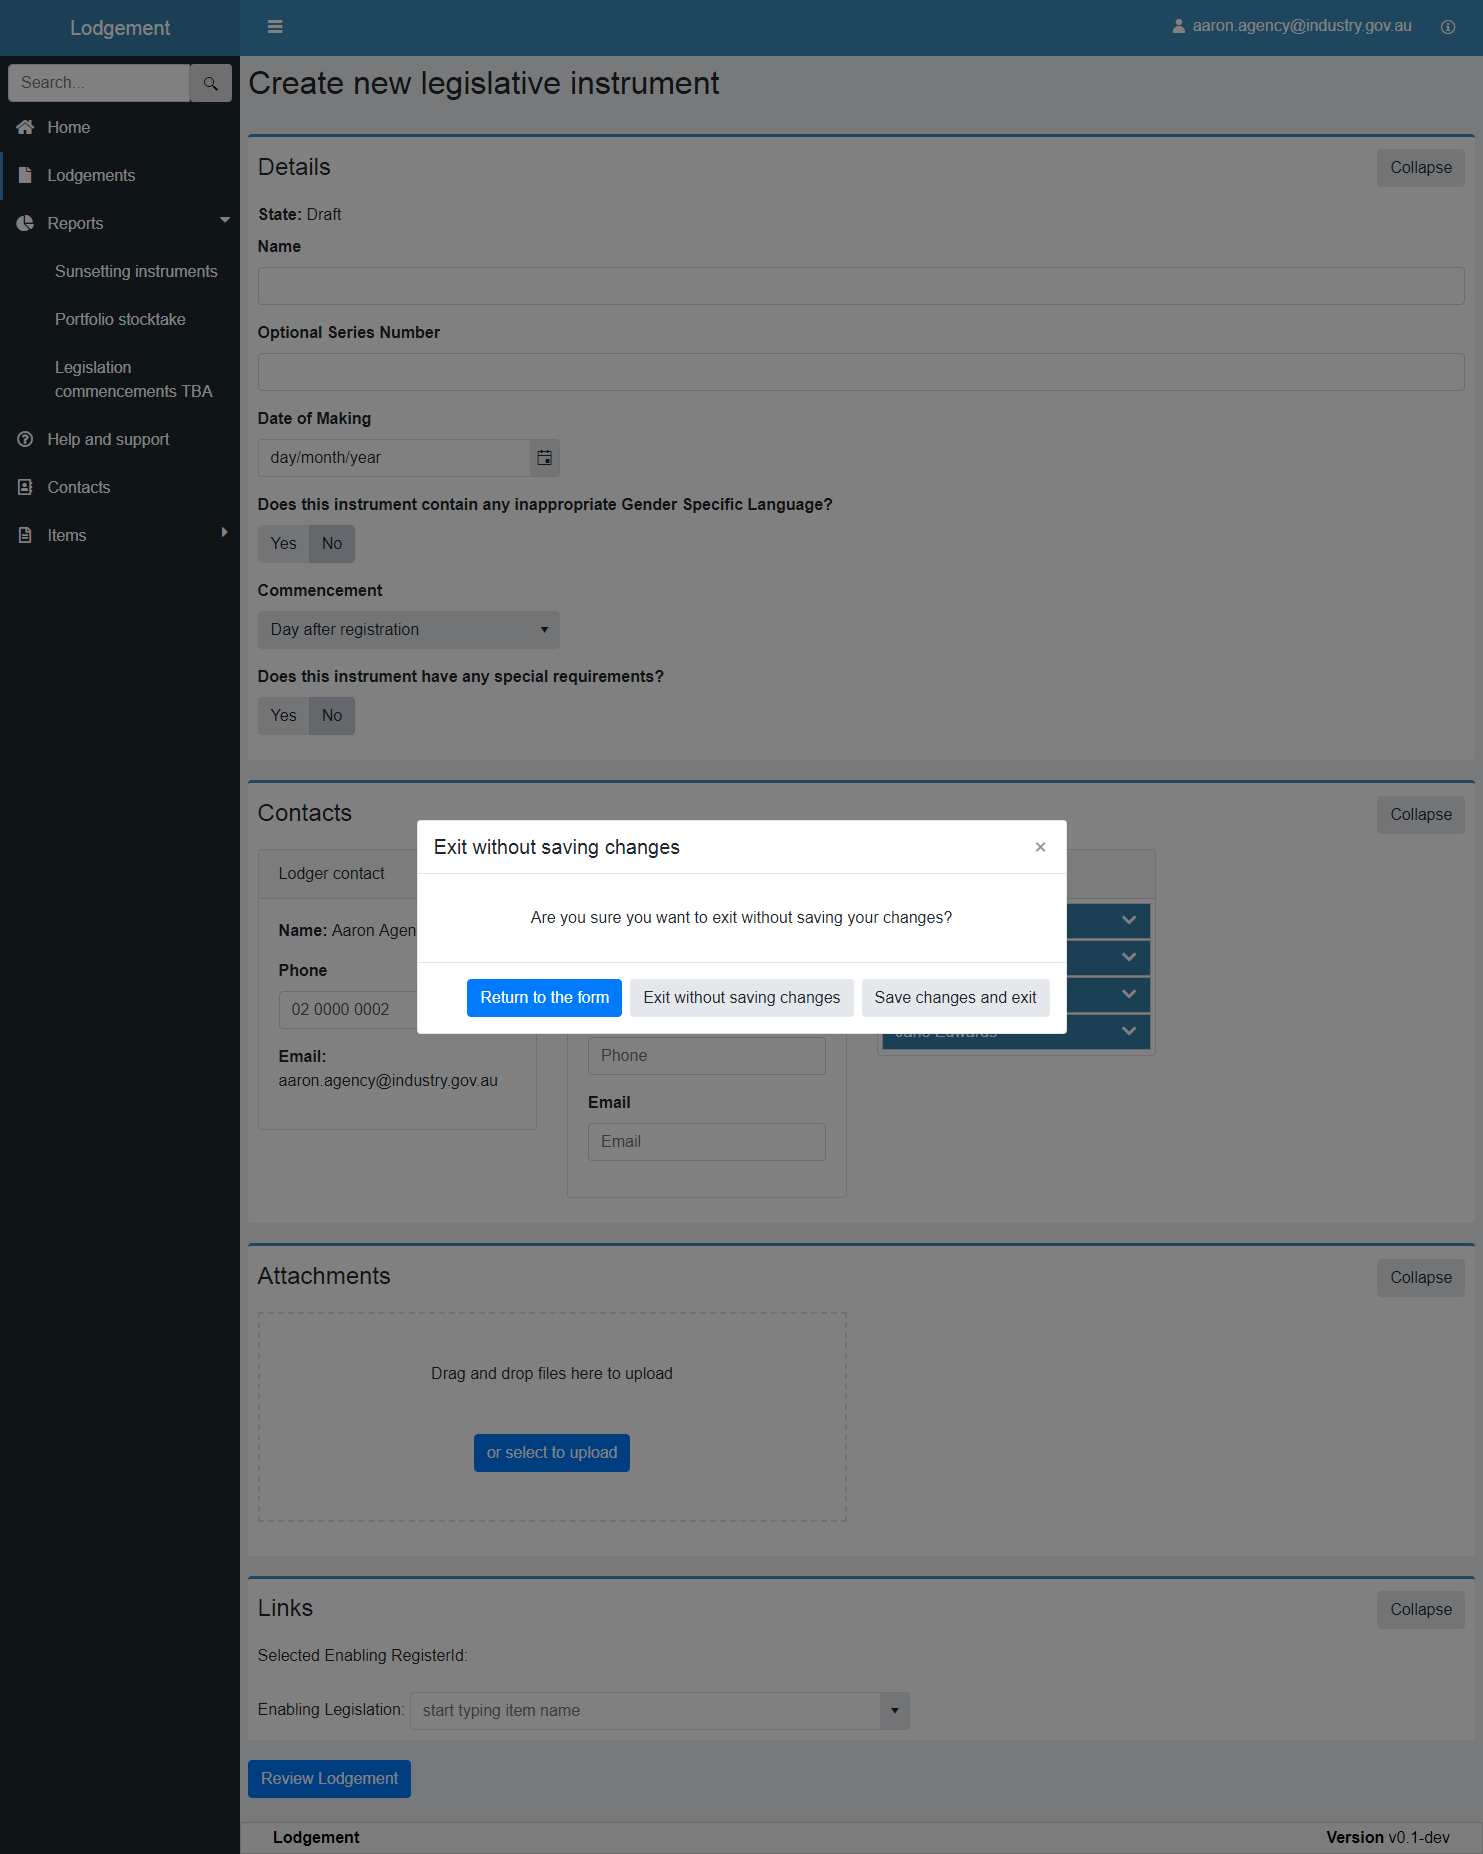 Lodgement
aaron.agency@industry.gov.au
Search...
Home
Lodgements
Reports
Sunsetting instruments
Portfolio stocktake
Legislation
commencements TBA
Help and support
Contacts
Items
Create new legislative instrument
Details
Collapse
State: Draft
Name
Optional Series Number
Date of Making
day/month/year
Does this instrument contain any inappropriate Gender Specific Language?
Yes No
Commencement
Day after registration
Does this instrument have any special requirements?
Yes No
Contacts
Collapse
Lodger contact
Name: Aaron Agen
Phone
02 0000 0002
Email:
aaron.agency@industry.gov.au
Exit without saving changes
×
Are you sure you want to exit without saving your changes?
Return to the form
Exit without saving changes
Save changes and exit
Phone
Email
Email
Attachments
Collapse
Drag and drop files here to upload
or select to upload
Links
Collapse
Selected Enabling RegisterId:
Enabling Legislation: start typing item name
Review Lodgement
Lodgement
Version v0.1-dev